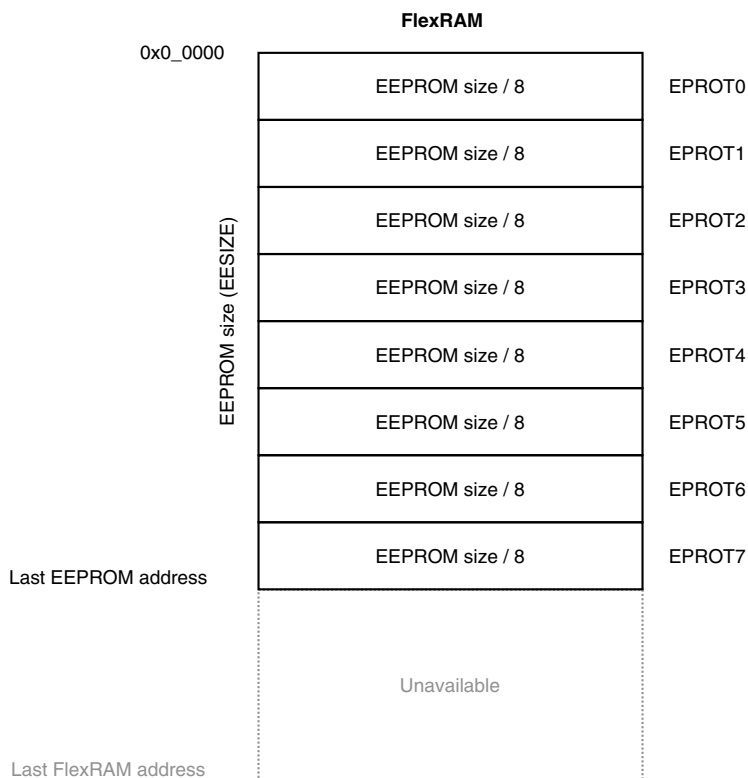 FlexRAM
0x0_0000
EEPROM size / 8 EPROT0
EEPROM size / 8 EPROT1
EEPROM size / 8 EPROT2
EEPROM size / 8 EPROT3
EEPROM size / 8 EPROT4
EEPROM size / 8 EPROT5
EEPROM size / 8 EPROT6
EEPROM size / 8 EPROT7
EEPROM size (EESIZE)
Last EEPROM address
Unavailable
Last FlexRAM address